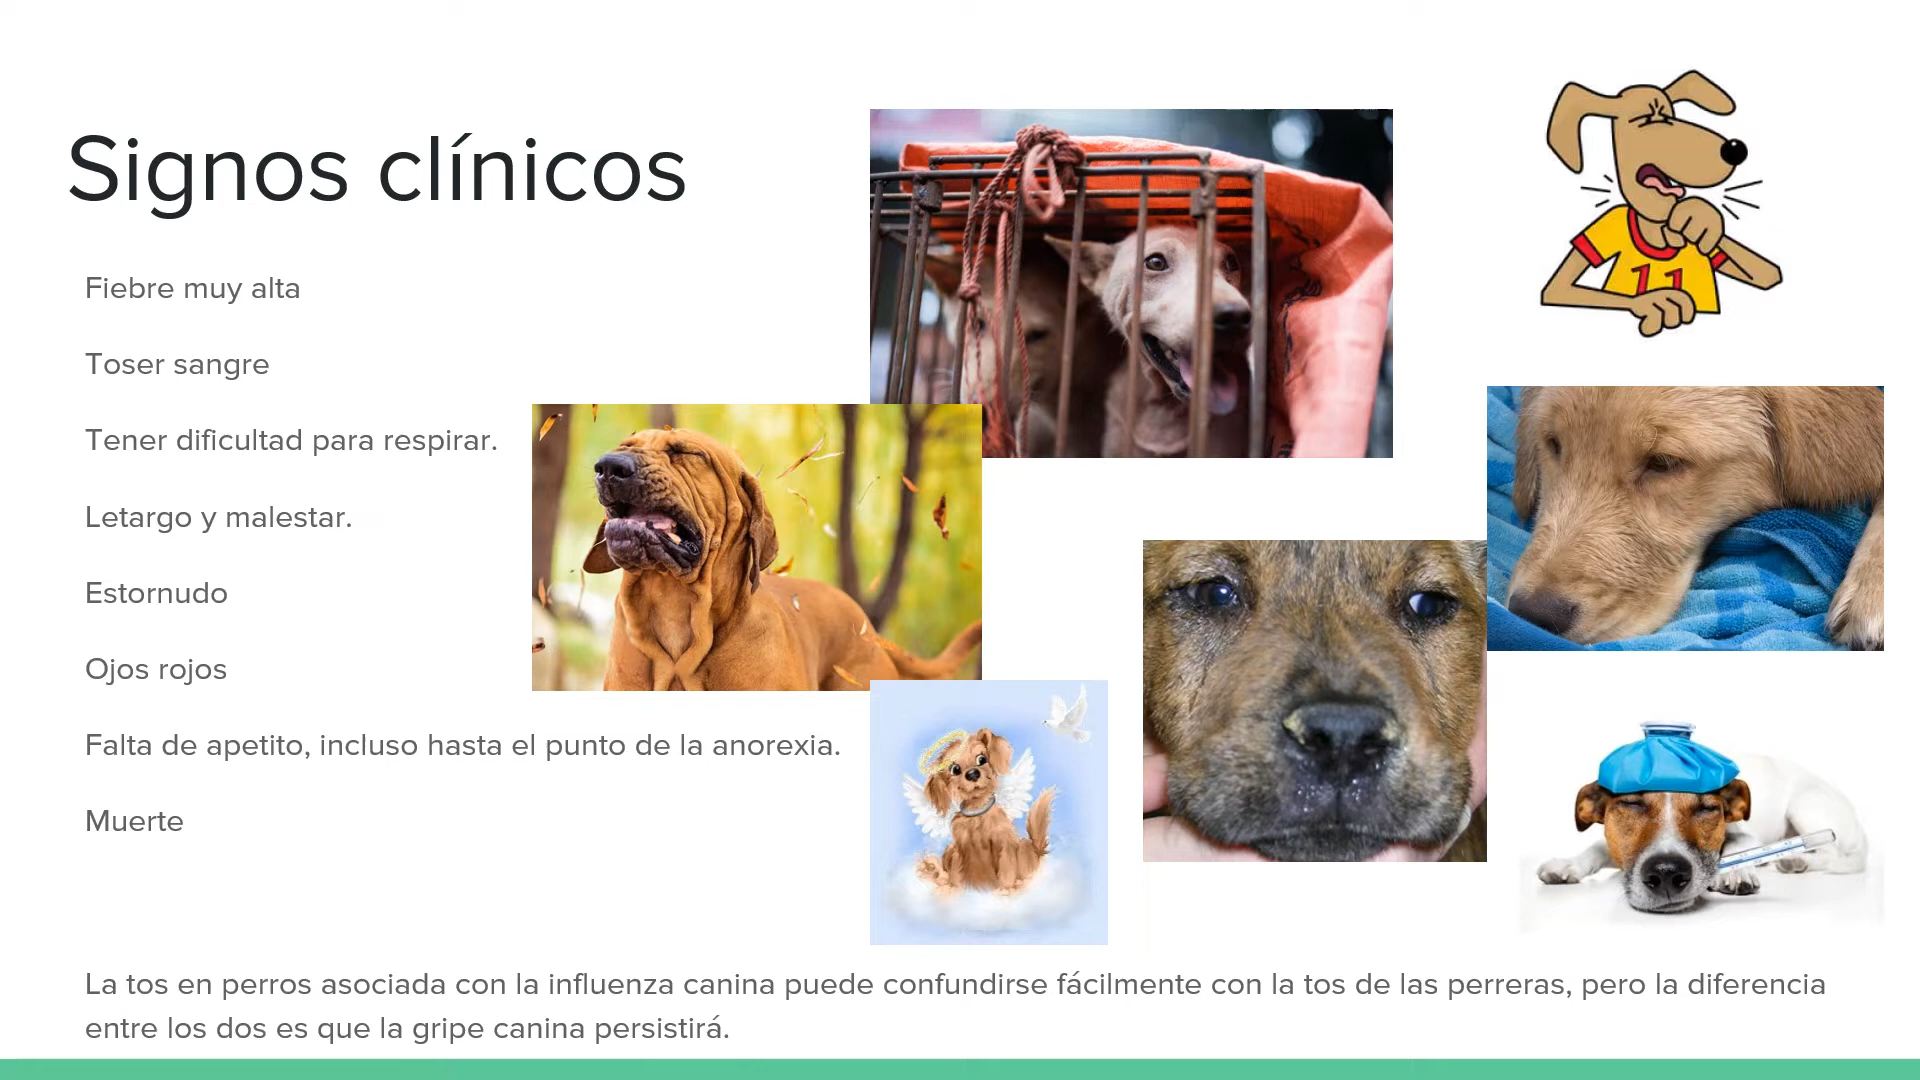 Signos clínicos
Fiebre muy alta
Toser sangre
Tener dificultad para respirar.
Letargo y malestar.
Estornudo
Ojos rojos
Falta de apetito, incluso hasta el punto de la anorexia.
Muerte
11
La tos en perros asociada con la influenza canina puede confundirse fácilmente con la tos de las perreras, pero la diferencia
entre los dos es que la gripe canina persistirá.